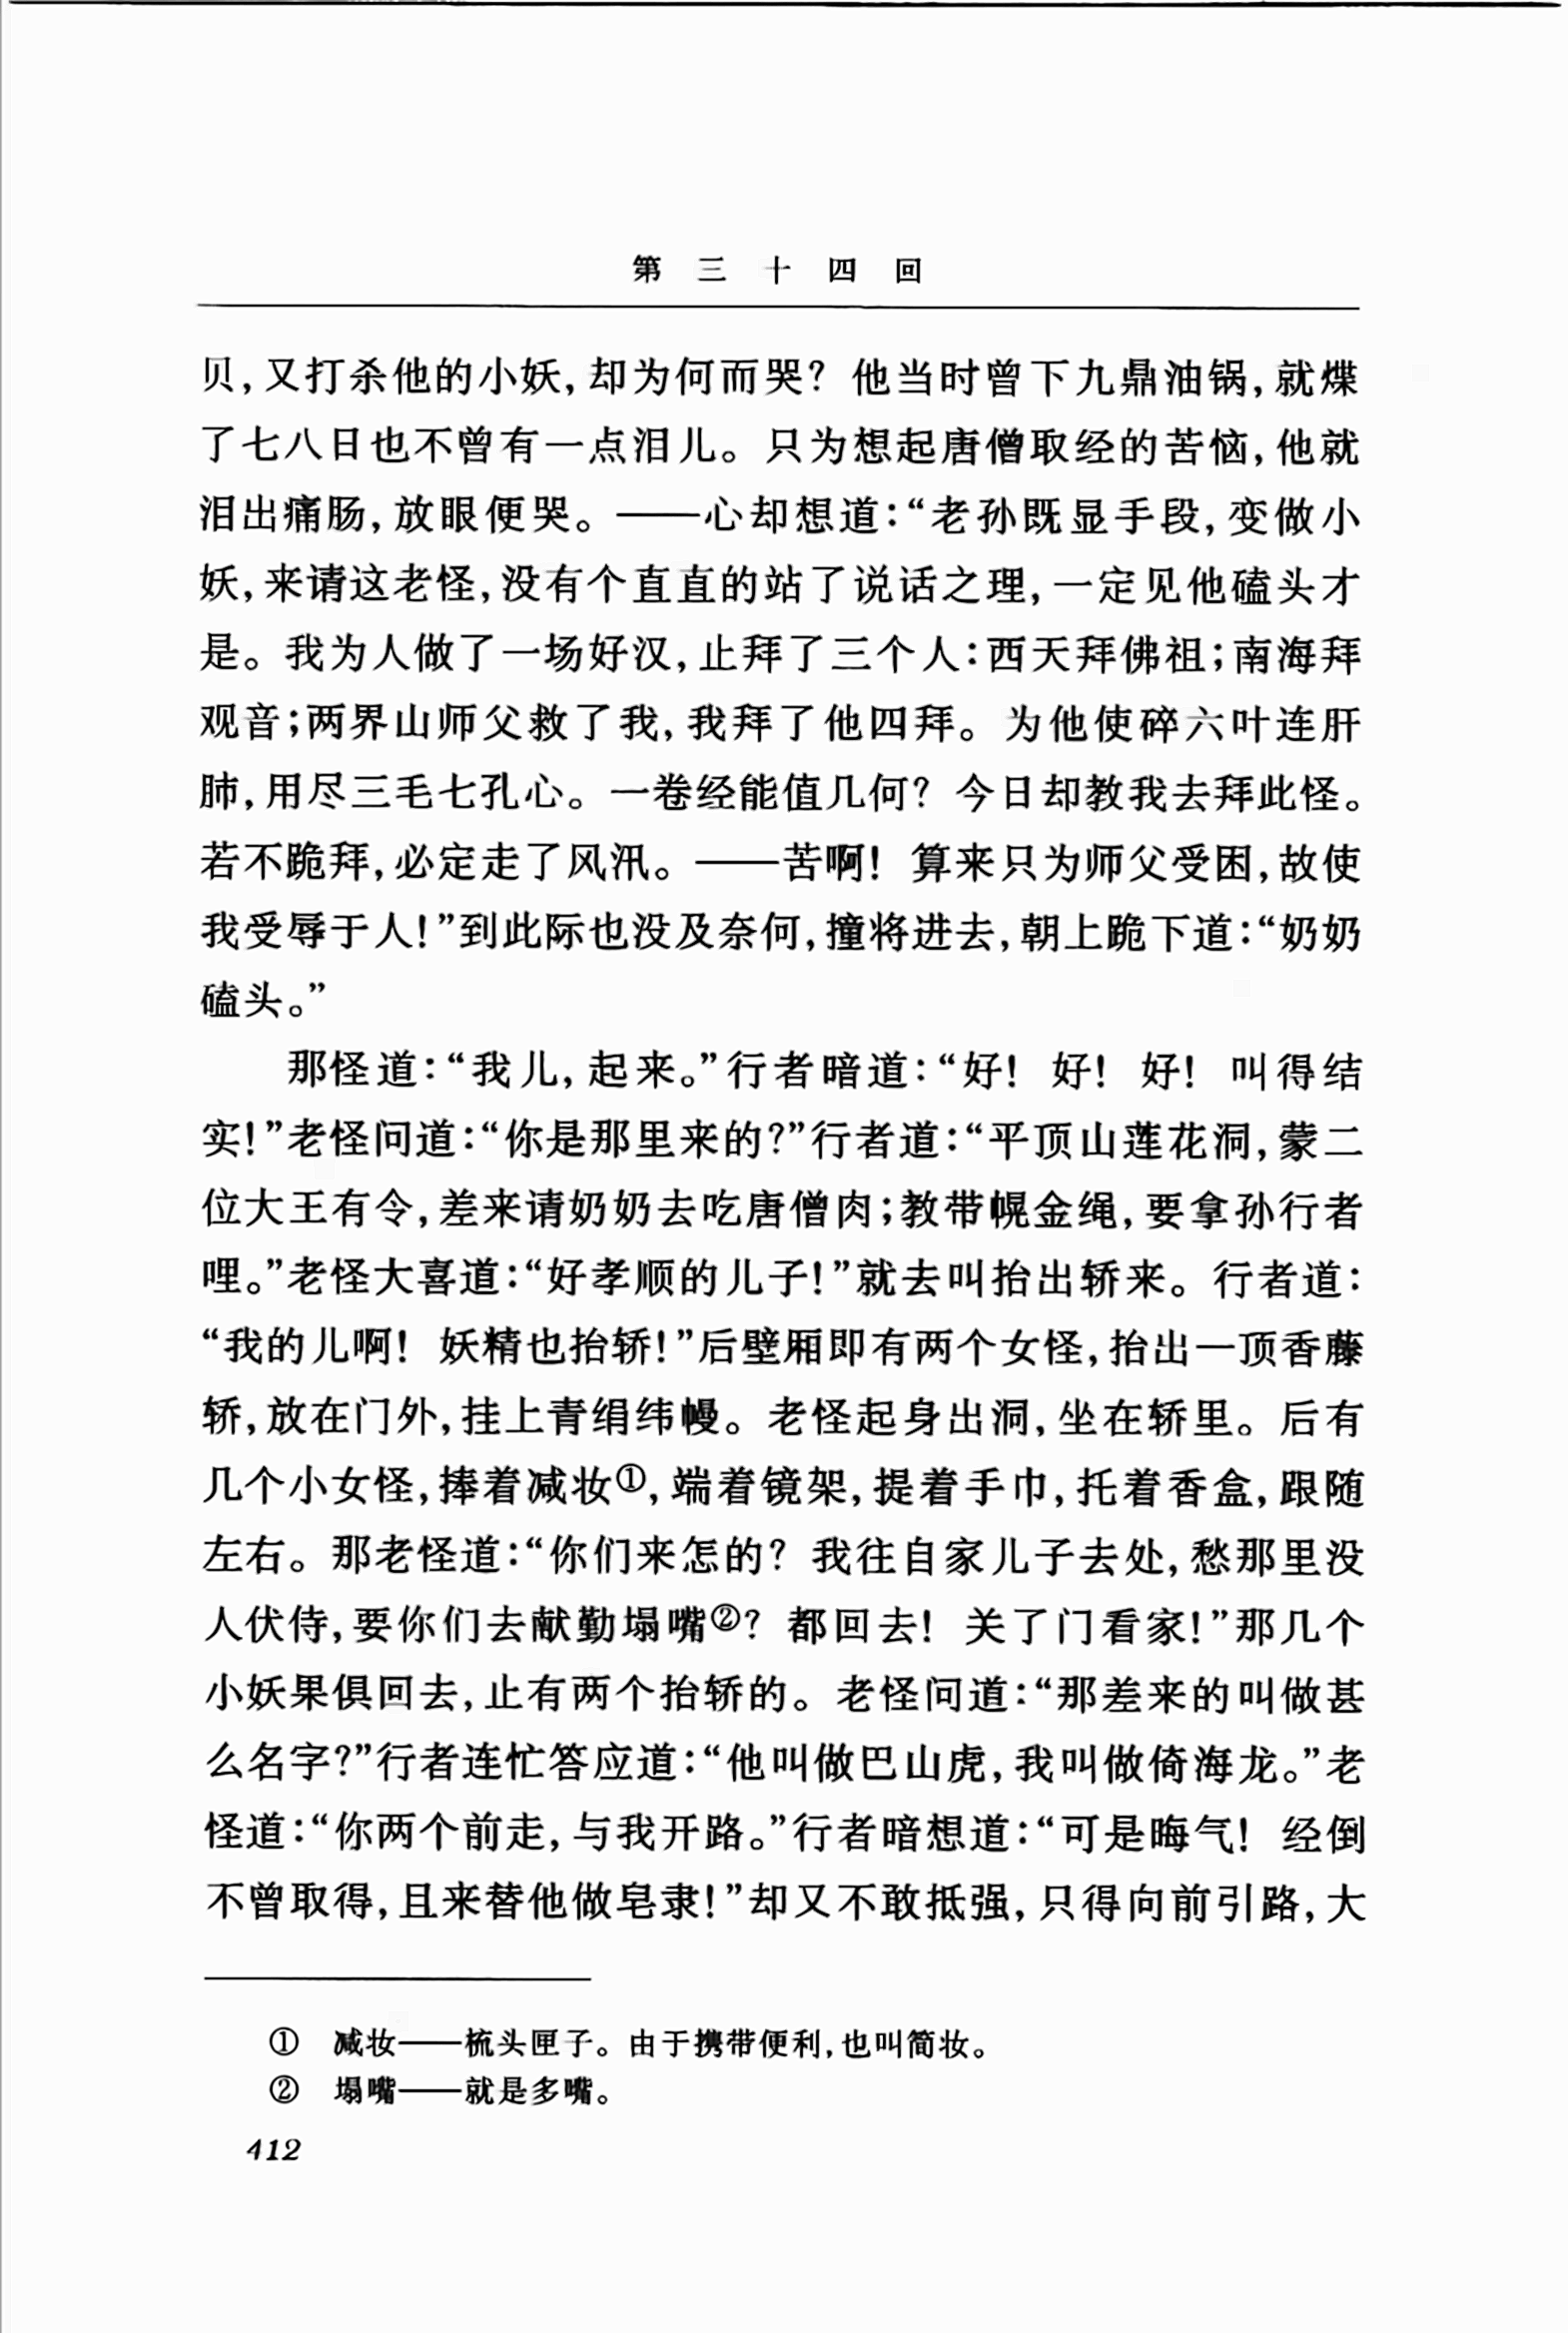 第三十四回
贝，又打杀他的小妖，却为何而哭？他当时曾下九鼎油锅，就煠
了七八日也不曾有一点泪儿。只为想起唐僧取经的苦恼，他就
泪出痛肠，放眼便哭。——心却想道：“老孙既显手段，变做小
妖，来请这老怪，没有个直直的站了说话之理，一定见他磕头才
是。我为人做了一场好汉，止拜了三个人：西天拜佛祖；南海拜
观音；两界山师父救了我，我拜了他四拜。为他使碎六叶连肝
肺，用尽三毛七孔心。一卷经能值几何？今日却教我去拜此怪。
若不跪拜，必定走了风汛。——苦啊！算来只为师父受困，故使
我受辱于人！”到此际也没及奈何，撞将进去，朝上跪下道：“奶奶
磕头。”
那怪道：“我儿，起来。”行者暗道：“好！好！好！叫得结
实！”老怪问道：“你是那里来的？”行者道：“平顶山莲花洞，蒙二
位大王有令，差来请奶奶去吃唐僧肉；教带幌金绳，要拿孙行者
哩。”老怪大喜道：“好孝顺的儿子！”就去叫抬出轿来。行者道：
“我的儿啊！妖精也抬轿！”后壁厢即有两个女怪，抬出一顶香藤
轿，放在门外，挂上青绢纬幔。老怪起身出洞，坐在轿里。后有
几个小女怪，捧着减妆①，端着镜架，提着手巾，托着香盒，跟随
左右。那老怪道：“你们来怎的？我往自家儿子去处，愁那里没
人伏侍，要你们去献勤塌嘴②？都回去！关了门看家！”那几个
小妖果俱回去，止有两个抬轿的。老怪问道：“那差来的叫做甚
么名字？”行者连忙答应道：“他叫做巴山虎，我叫做倚海龙。”老
怪道：“你两个前走，与我开路。”行者暗想道：“可是晦气！经倒
不曾取得，且来替他做皂隶！”却又不敢抵强，只得向前引路，大
① 减妆——梳头匣子。由于携带便利，也叫简妆。
② 塌嘴——就是多嘴。
412